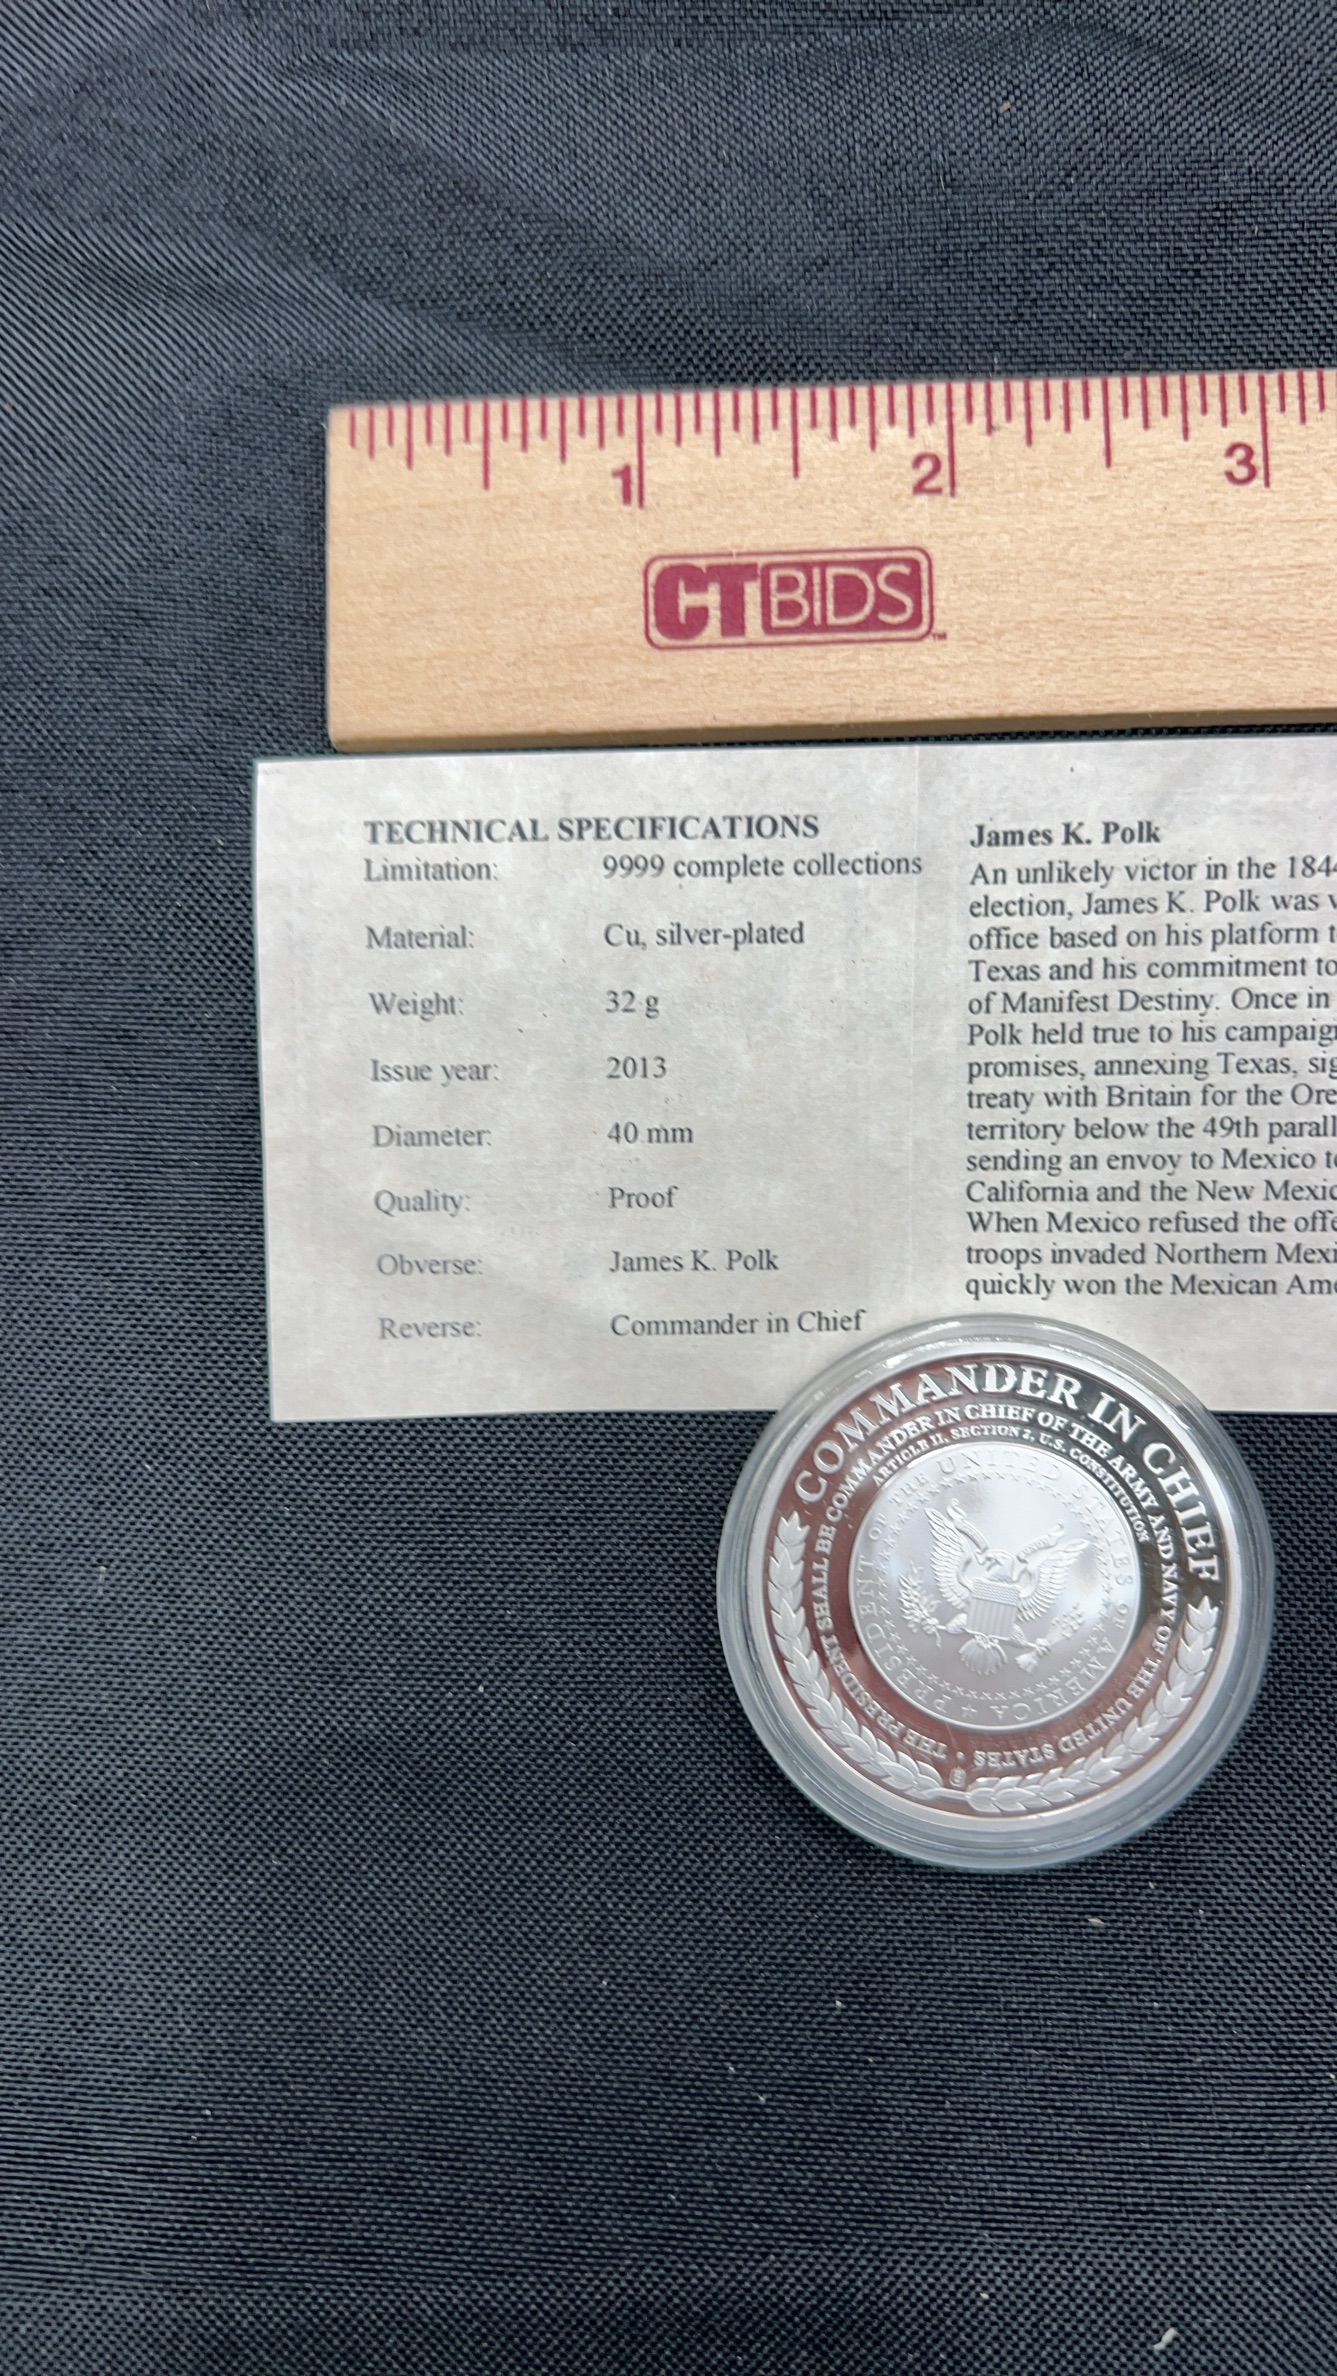 1 2 3
CTBIDS™
TECHNICAL SPECIFICATIONS
Limitation: 9999 complete collections
Material: Cu, silver-plated
Weight: 32 g
Issue year: 2013
Diameter: 40 mm
Quality: Proof
Obverse: James K. Polk
Reverse: Commander in Chief
James K. Polk
An unlikely victor in the 184
election, James K. Polk was
office based on his platform
Texas and his commitment to
of Manifest Destiny. Once in
Polk held true to his
promises, annexing Texas,
treaty with Britain for the
territory below the 49th
sending an envoy to Mexico
California and the New
When Mexico refused the
troops invaded Northern
quickly won the Mexican
COMMANDER IN CHIEF
THE PRESIDENT SHALL BE COMMANDER IN CHIEF OF THE ARMY AND NAVY OF THE UNITED STATES •
ARTICLE II, SECTION 2, U.S. CONSTITUTION
PRESIDENT OF THE UNITED STATES OF AMERICA ★